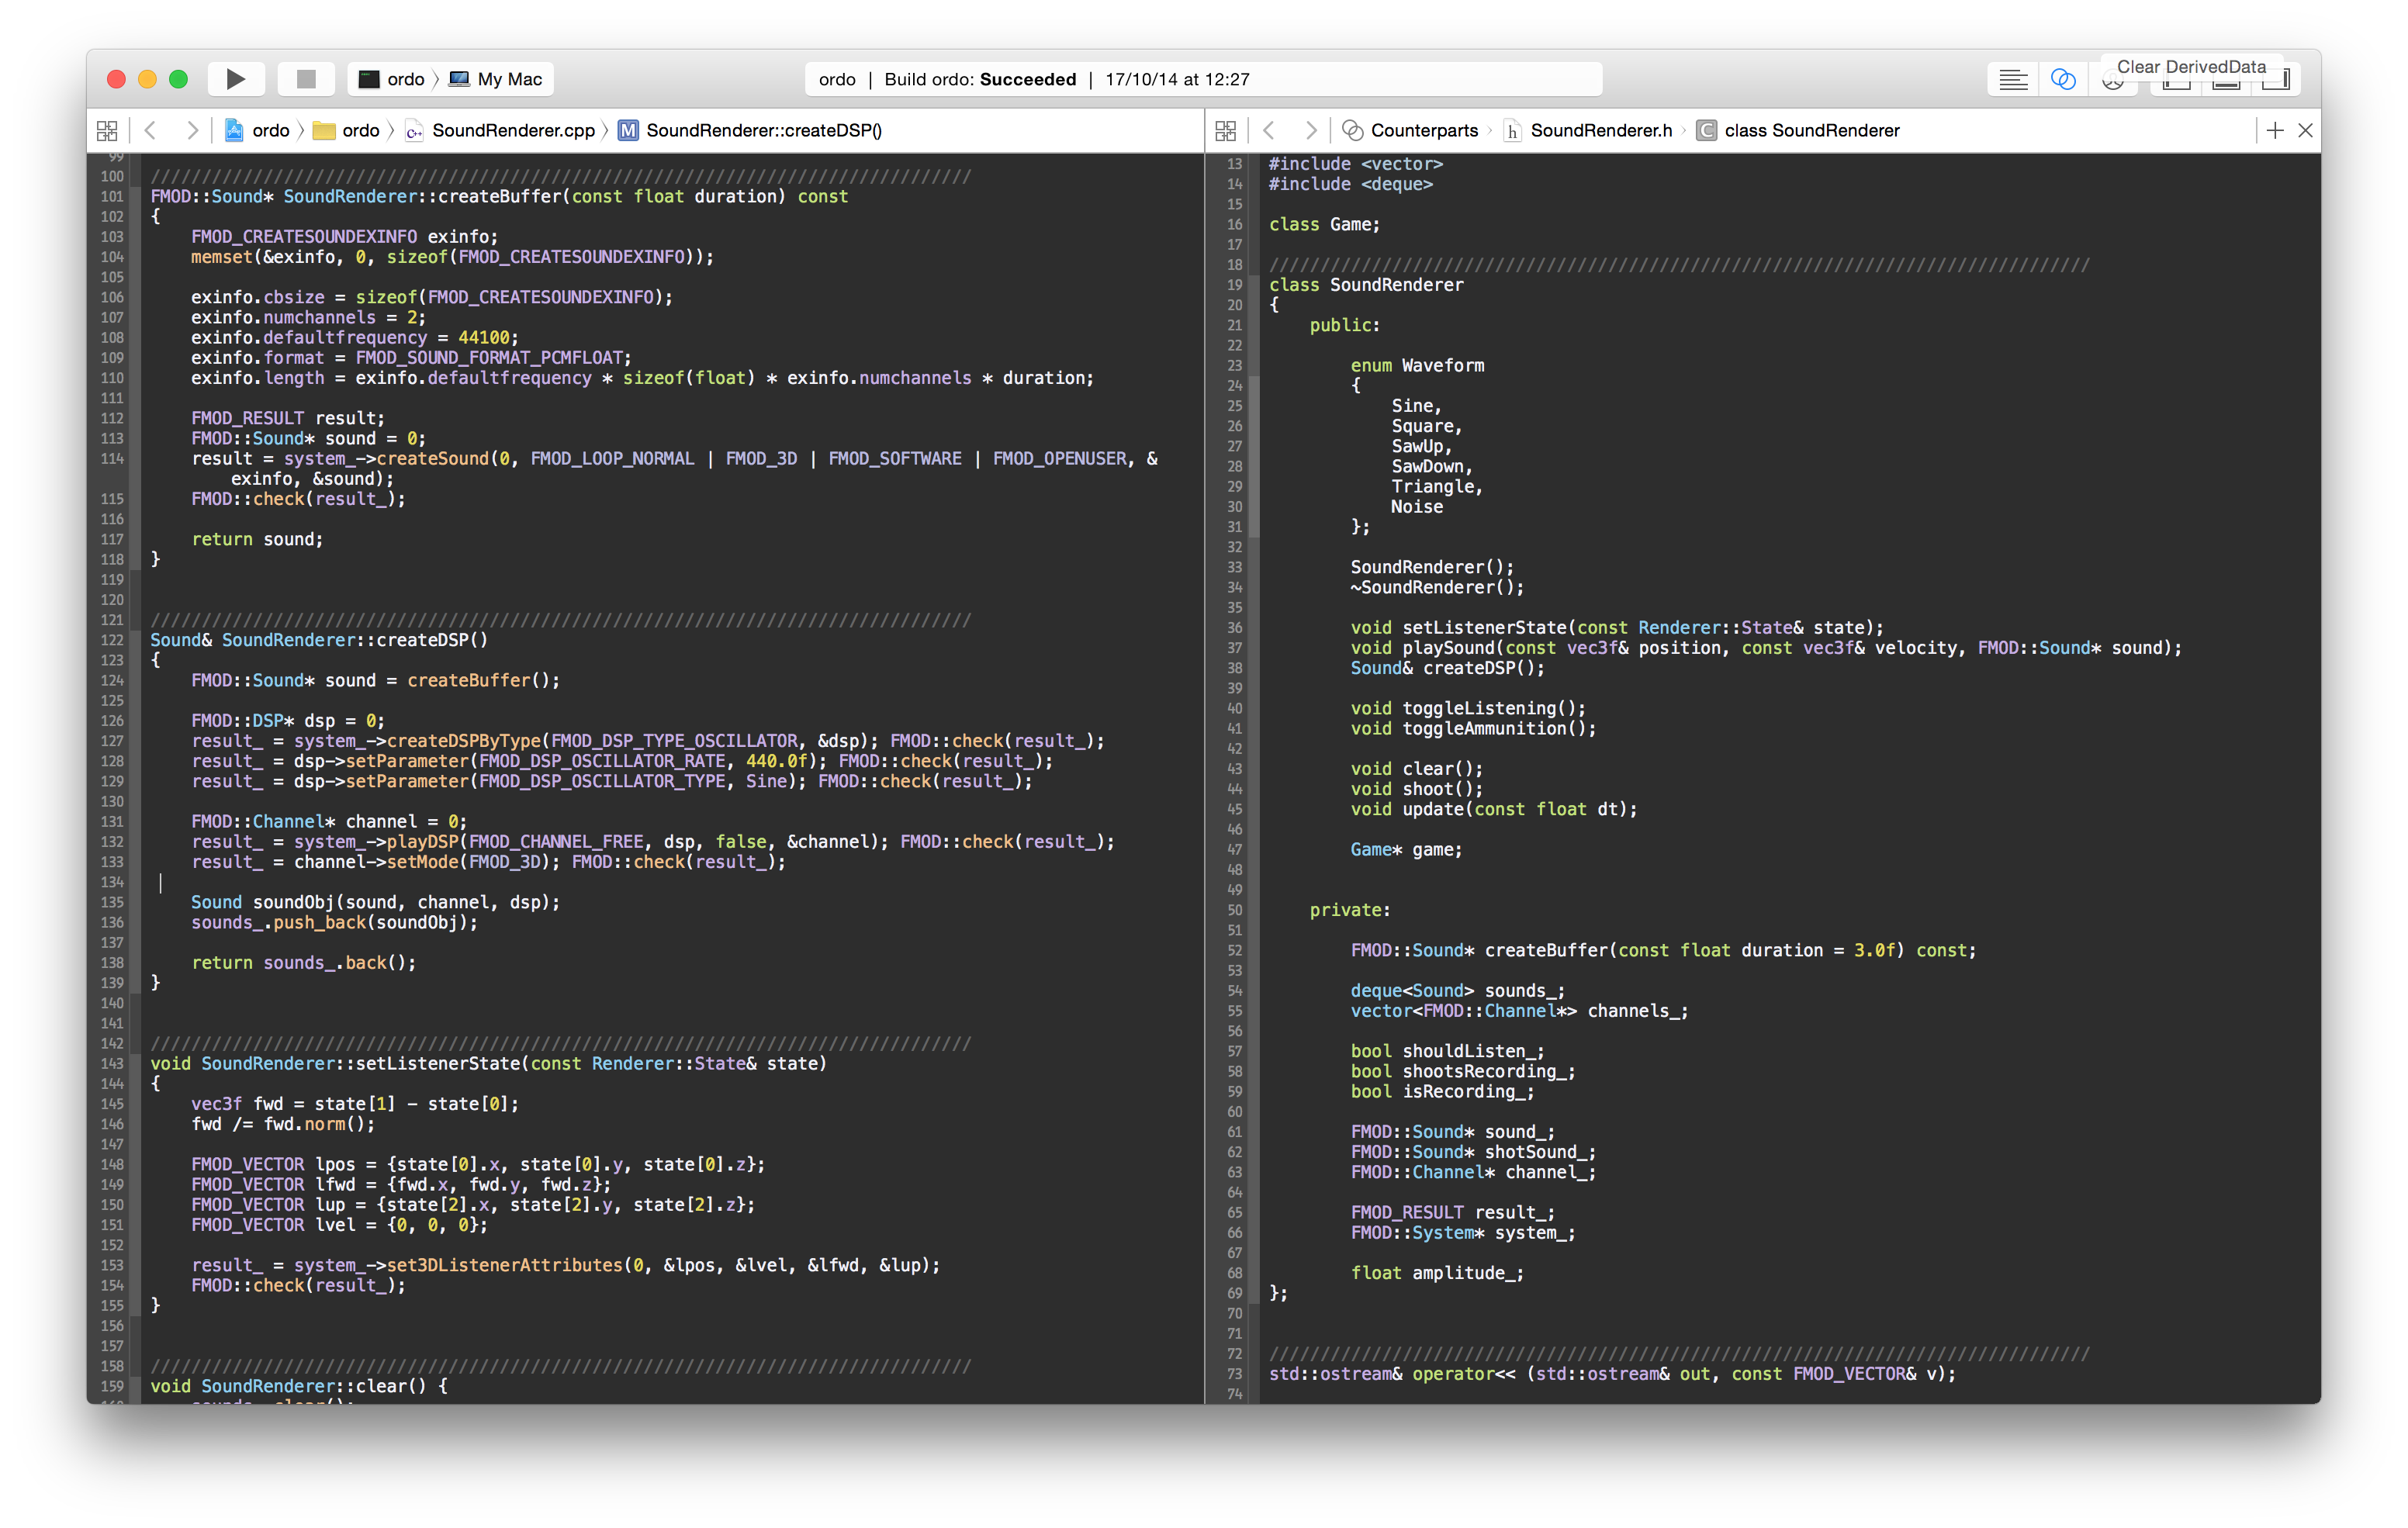 ordo 〉 My Mac
ordo | Build ordo: Succeeded | 17/10/14 at 12:27
Clear DerivedData
ordo 〉 ordo 〉 SoundRenderer.cpp 〉 M SoundRenderer::createDSP()
99
100 ////////////////////////////////////////////////////////////////////////////////
101 FMOD::Sound* SoundRenderer::createBuffer(const float duration) const
102 {
103     FMOD_CREATESOUNDEXINFO exinfo;
104     memset(&exinfo, 0, sizeof(FMOD_CREATESOUNDEXINFO));
105
106     exinfo.cbsize = sizeof(FMOD_CREATESOUNDEXINFO);
107     exinfo.numchannels = 2;
108     exinfo.defaultfrequency = 44100;
109     exinfo.format = FMOD_SOUND_FORMAT_PCMFLOAT;
110     exinfo.length = exinfo.defaultfrequency * sizeof(float) * exinfo.numchannels * duration;
111
112     FMOD_RESULT result;
113     FMOD::Sound* sound = 0;
114     result = system_->createSound(0, FMOD_LOOP_NORMAL | FMOD_3D | FMOD_SOFTWARE | FMOD_OPENUSER, &
        exinfo, &sound);
115     FMOD::check(result_);
116
117     return sound;
118 }
119
120
121 ////////////////////////////////////////////////////////////////////////////////
122 Sound& SoundRenderer::createDSP()
123 {
124     FMOD::Sound* sound = createBuffer();
125
126     FMOD::DSP* dsp = 0;
127     result_ = system_->createDSPByType(FMOD_DSP_TYPE_OSCILLATOR, &dsp); FMOD::check(result_);
128     result_ = dsp->setParameter(FMOD_DSP_OSCILLATOR_RATE, 440.0f); FMOD::check(result_);
129     result_ = dsp->setParameter(FMOD_DSP_OSCILLATOR_TYPE, Sine); FMOD::check(result_);
130
131     FMOD::Channel* channel = 0;
132     result_ = system_->playDSP(FMOD_CHANNEL_FREE, dsp, false, &channel); FMOD::check(result_);
133     result_ = channel->setMode(FMOD_3D); FMOD::check(result_);
134
135     Sound soundObj(sound, channel, dsp);
136     sounds_.push_back(soundObj);
137
138     return sounds_.back();
139 }
140
141
142 ////////////////////////////////////////////////////////////////////////////////
143 void SoundRenderer::setListenerState(const Renderer::State& state)
144 {
145     vec3f fwd = state[1] - state[0];
146     fwd /= fwd.norm();
147
148     FMOD_VECTOR lpos = {state[0].x, state[0].y, state[0].z};
149     FMOD_VECTOR lfwd = {fwd.x, fwd.y, fwd.z};
150     FMOD_VECTOR lup = {state[2].x, state[2].y, state[2].z};
151     FMOD_VECTOR lvel = {0, 0, 0};
152
153     result_ = system_->set3DListenerAttributes(0, &lpos, &lvel, &lfwd, &lup);
154     FMOD::check(result_);
155 }
156
157
158 ////////////////////////////////////////////////////////////////////////////////
159 void SoundRenderer::clear() {
Counterparts 〉 h SoundRenderer.h 〉 C class SoundRenderer
13 #include <vector>
14 #include <deque>
15
16 class Game;
17
18 ////////////////////////////////////////////////////////////////////////////////
19 class SoundRenderer
20 {
21     public:
22
23         enum Waveform
24         {
25             Sine,
26             Square,
27             SawUp,
28             SawDown,
29             Triangle,
30             Noise
31         };
32
33         SoundRenderer();
34         ~SoundRenderer();
35
36         void setListenerState(const Renderer::State& state);
37         void playSound(const vec3f& position, const vec3f& velocity, FMOD::Sound* sound);
38         Sound& createDSP();
39
40         void toggleListening();
41         void toggleAmmunition();
42
43         void clear();
44         void shoot();
45         void update(const float dt);
46
47         Game* game;
48
49
50     private:
51
52         FMOD::Sound* createBuffer(const float duration = 3.0f) const;
53
54         deque<Sound> sounds_;
55         vector<FMOD::Channel*> channels_;
56
57         bool shouldListen_;
58         bool shootsRecording_;
59         bool isRecording_;
60
61         FMOD::Sound* sound_;
62         FMOD::Sound* shotSound_;
63         FMOD::Channel* channel_;
64
65         FMOD_RESULT result_;
66         FMOD::System* system_;
67
68         float amplitude_;
69 };
70
71
72 ////////////////////////////////////////////////////////////////////////////////
73 std::ostream& operator<< (std::ostream& out, const FMOD_VECTOR& v);
74